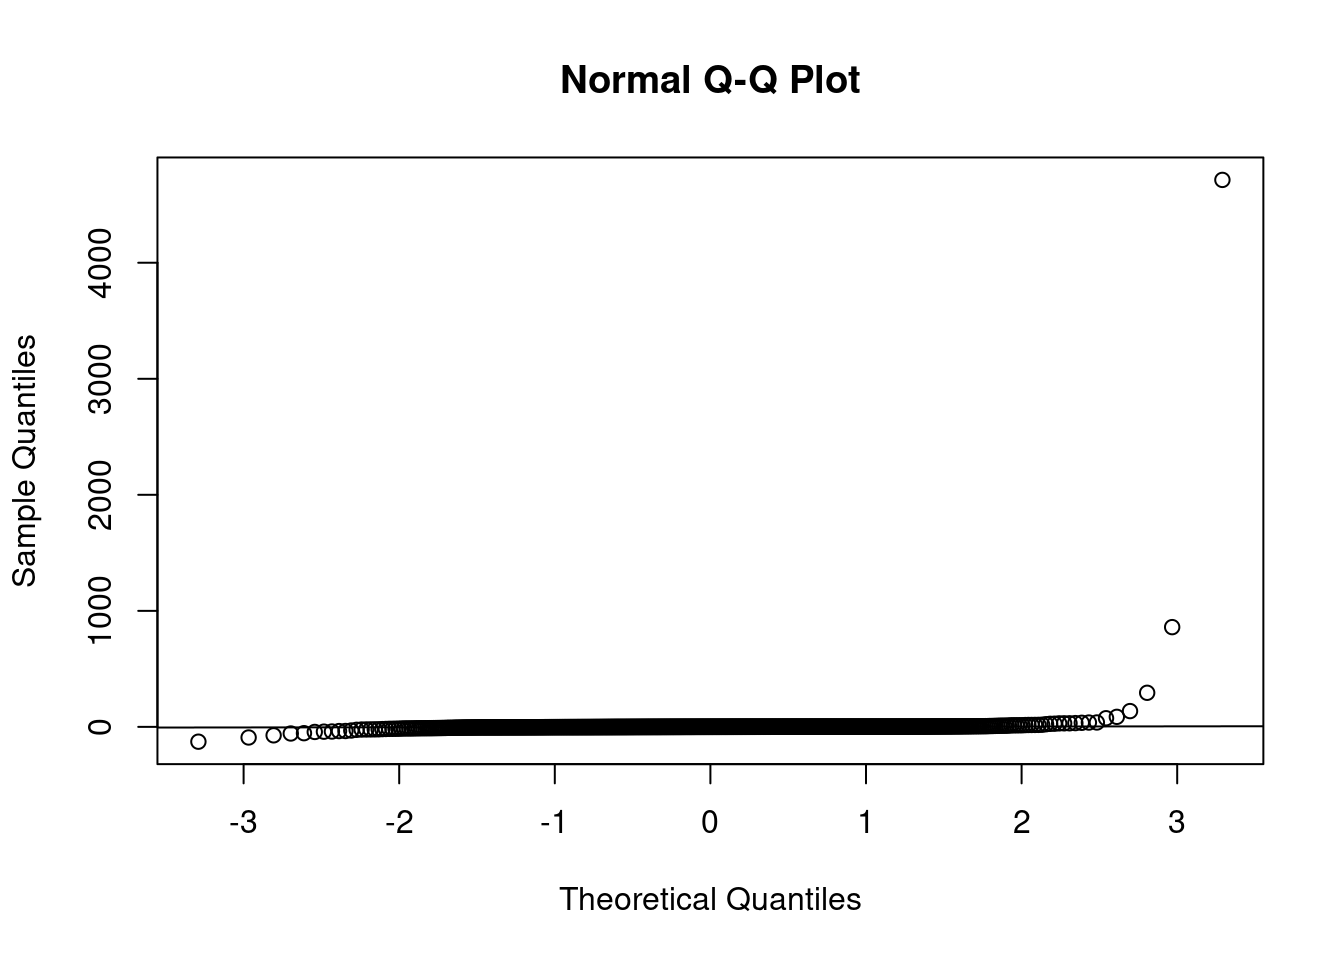 Normal Q-Q Plot
Sample Quantiles
4000
3000
2000
1000
0
-3 -2 -1 0 1 2 3
Theoretical Quantiles